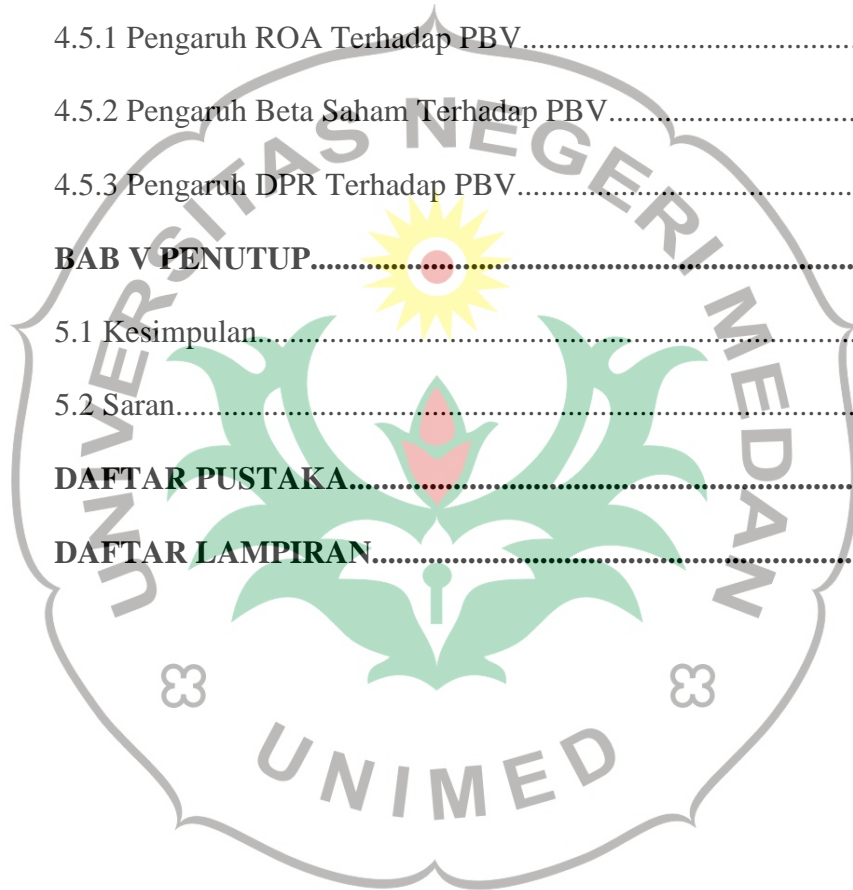 4.5.1 Pengaruh ROA Terhadap PBV........................................
4.5.2 Pengaruh Beta Saham Terhadap PBV.............................
4.5.3 Pengaruh DPR Terhadap PBV........................................
BAB V PENUTUP.................................................................
5.1 Kesimpulan.......................................................................
5.2 Saran.................................................................................
DAFTAR PUSTAKA............................................................
DAFTAR LAMPIRAN.........................................................
UNIVERSITAS NEGERI MEDAN
UNIMED